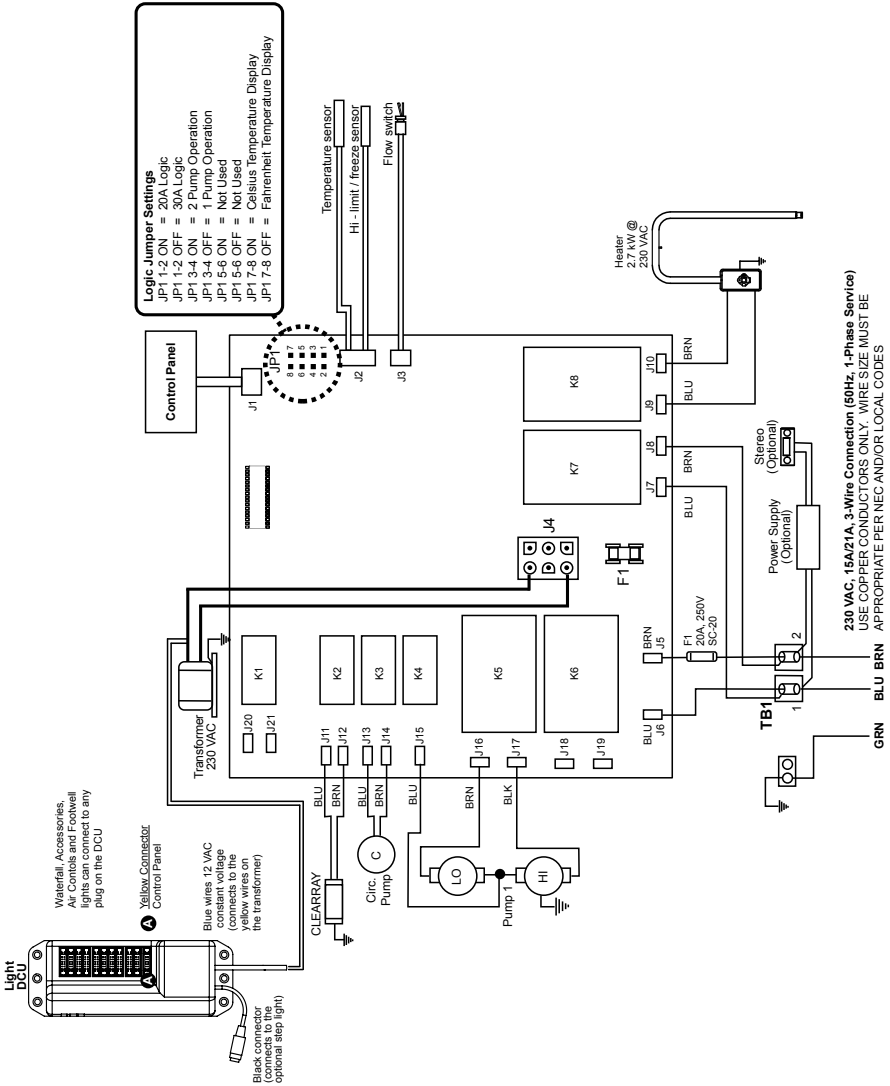 Light
DCU
Waterfall, Accessories,
Air Contols and Footwell
lights can connect to any
plug on the DCU
A
A
Yellow Connector
Control Panel
Blue wires 12 VAC
constant voltage
(connects to the
yellow wires on
the transformer)
Black connector
(connects to the
optional step light)
Transformer
230 VAC
Control Panel
Logic Jumper Settings
JP1 1-2 ON = 20A Logic
JP1 1-2 OFF = 30A Logic
JP1 3-4 ON = 2 Pump Operation
JP1 3-4 OFF = 1 Pump Operation
JP1 5-6 ON = Not Used
JP1 5-6 OFF = Not Used
JP1 7-8 ON = Celsius Temperature Display
JP1 7-8 OFF = Fahrenheit Temperature Display
J1
JP1
8 7
6 5
4 3
2 1
J2
J3
Temperature sensor
Hi - limit / freeze sensor
Flow switch
J20
J21
K1
K2
K3
K4
K5
K6
K7
K8
J4
F1
CLEARRAY
BLU
J11
BRN
J12
Circ.
Pump
C
BLU
J13
BRN
J14
BLU
J15
BRN
J16
BLK
J17
J18
J19
LO
Pump 1
HI
BLU
J6
BRN
J5
F1
20A, 250V
SC-20
J7
BLU
J8
BRN
J9
BLU
J10
BRN
Heater
2.7 kW @
230 VAC
TB1
1
2
Power Supply
(Optional)
Stereo
(Optional)
GRN
BLU
BRN
230 VAC, 15A/21A, 3-Wire Connection (50Hz, 1-Phase Service)
USE COPPER CONDUCTORS ONLY. WIRE SIZE MUST BE
APPROPRIATE PER NEC AND/OR LOCAL CODES